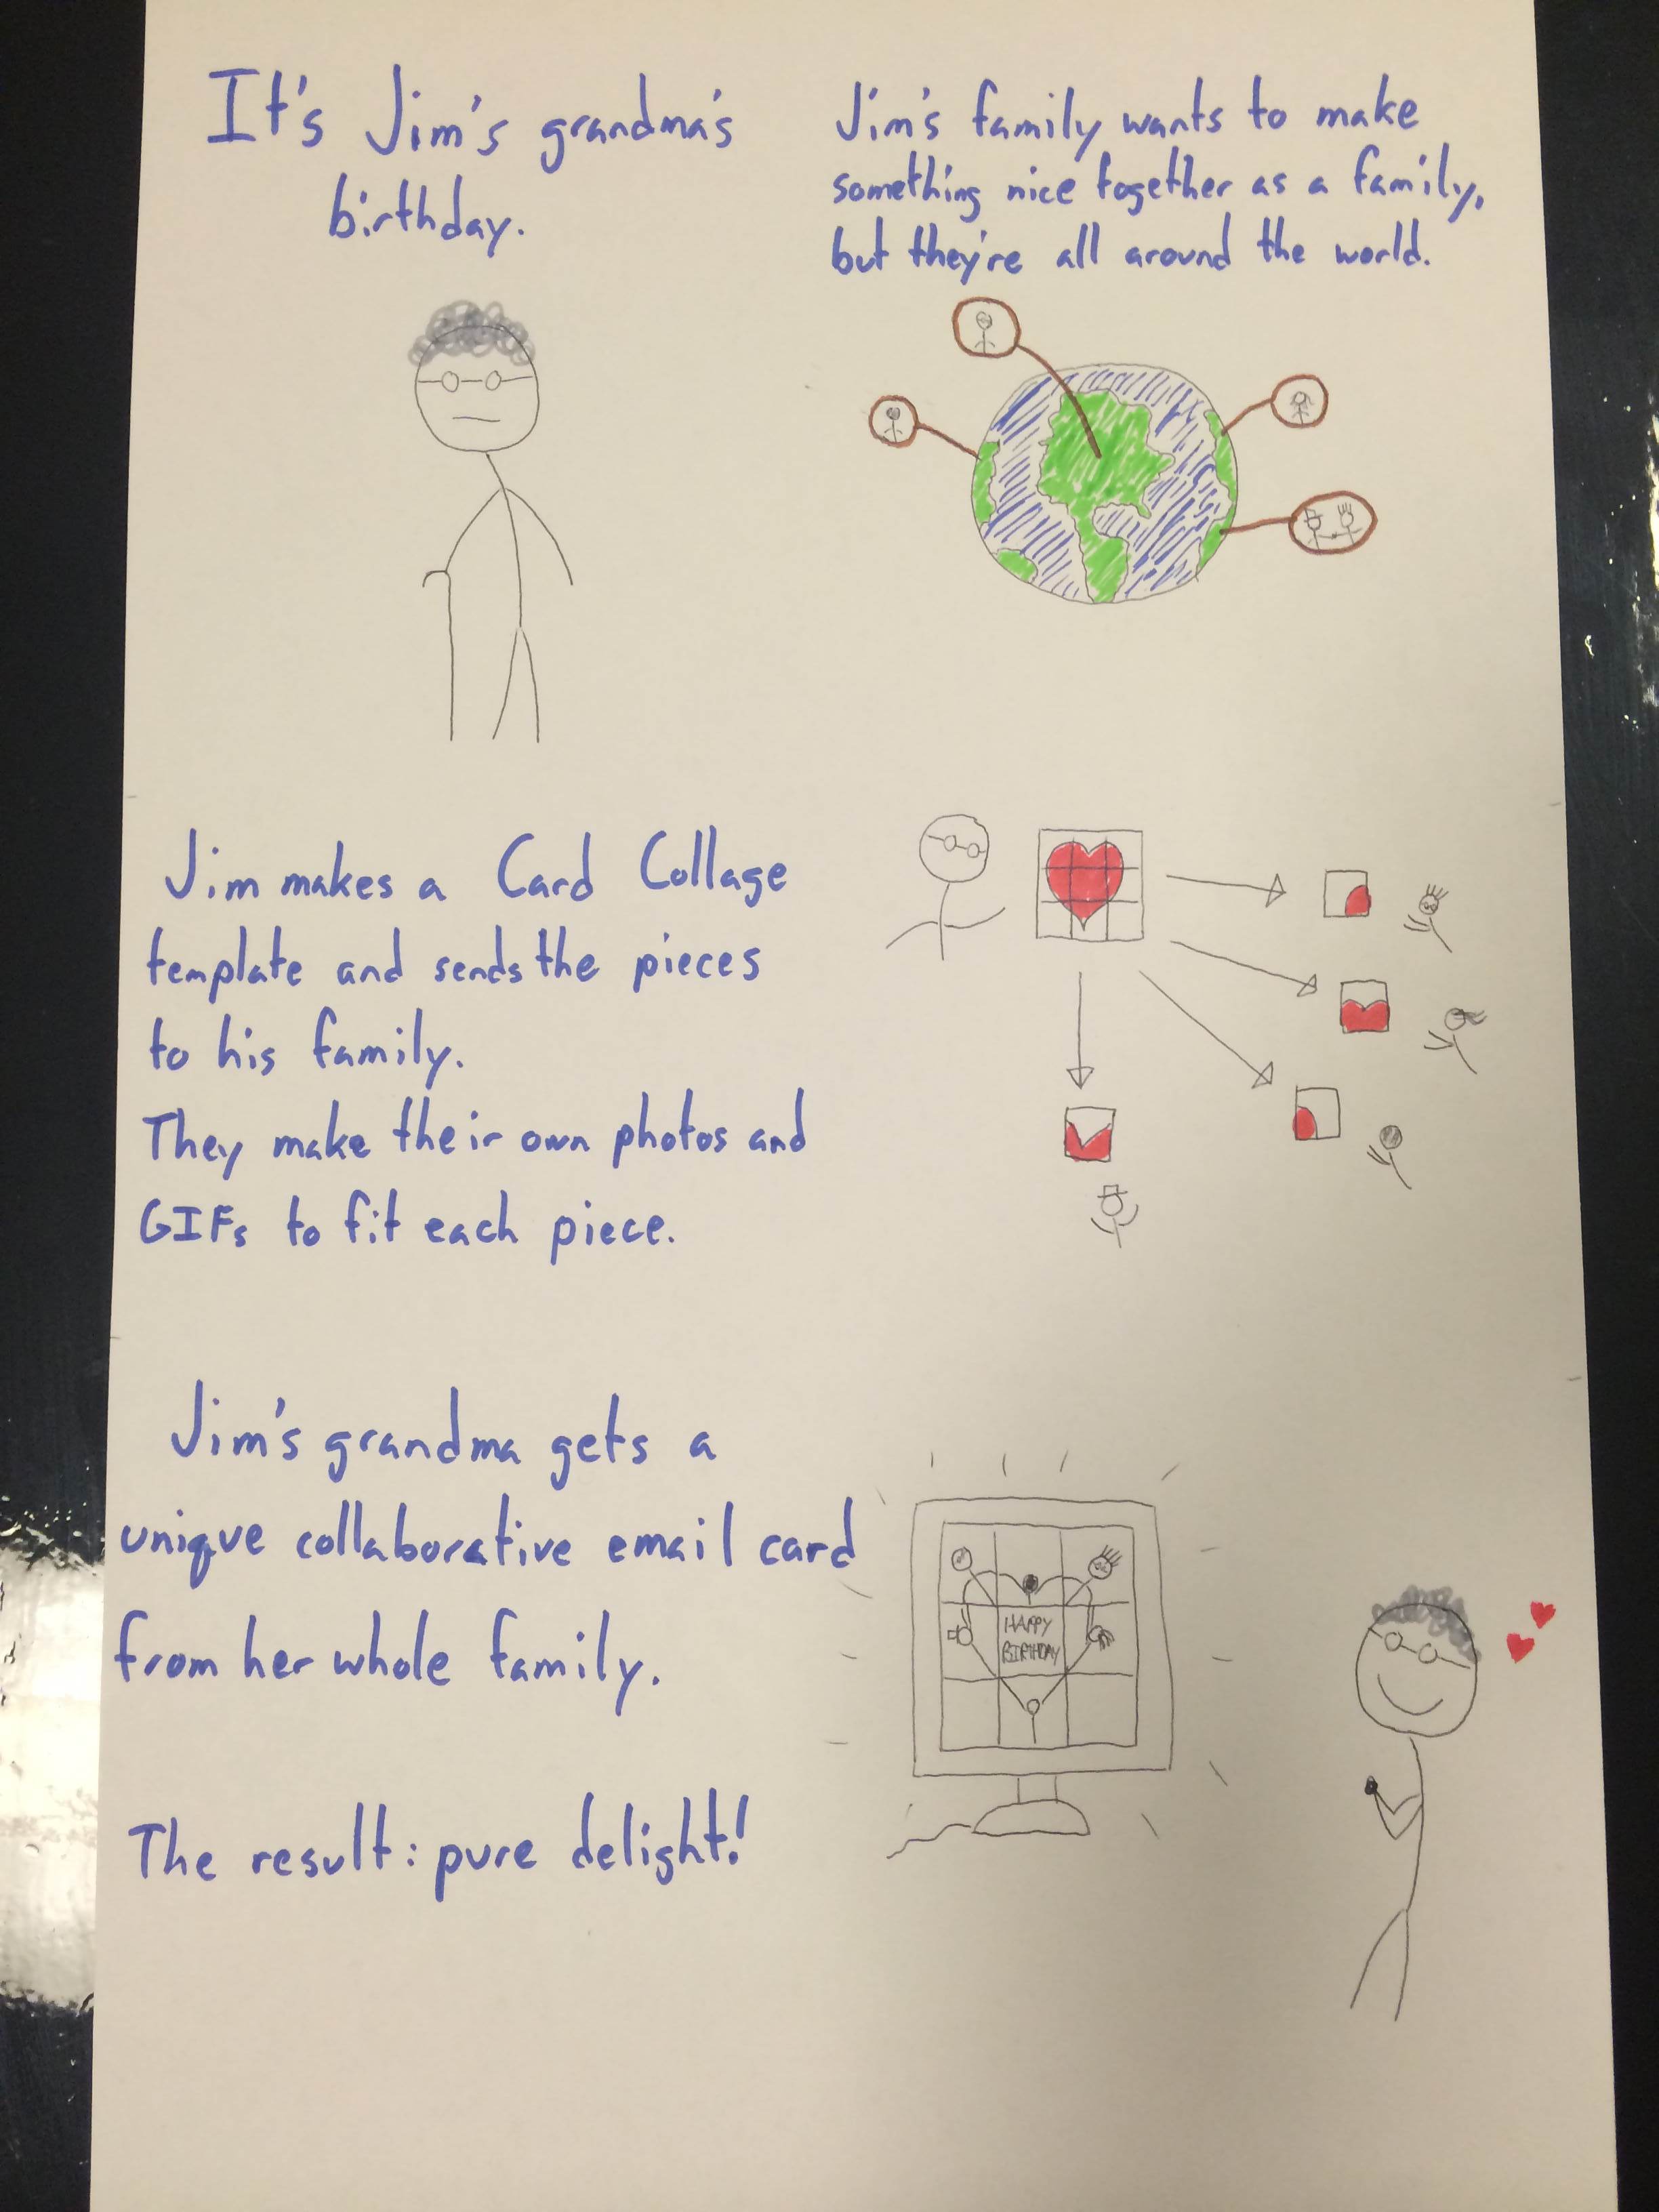 It's Jim's grandma's
birthday.
Jim's family wants to make
something nice together as a family,
but they're all around the world.
Jim makes a Card Collage
template and sends the pieces
to his family.
They make their own photos and
GIFs to fit each piece.
Jim's grandma gets a
unique collaborative email card
from her whole family.
HAPPY
BIRTHDAY
The result: pure delight!